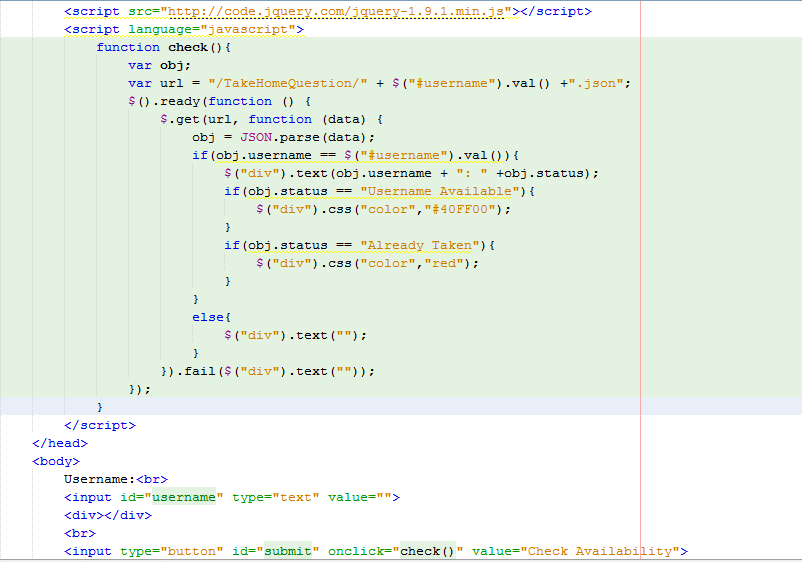 <script src="http://code.jquery.com/jquery-1.9.1.min.js"></script>
<script language="javascript">
function check(){
var obj;
var url = "/TakeHomeQuestion/" + $("#username").val() +".json";
$().ready(function () {
$.get(url, function (data) {
obj = JSON.parse(data);
if(obj.username == $("#username").val()){
$("div").text(obj.username + ": " +obj.status);
if(obj.status == "Username Available"){
$("div").css("color","#40FF00");
}
if(obj.status == "Already Taken"){
$("div").css("color","red");
}
}
else{
$("div").text("");
}
}).fail($("div").text(""));
});
}
</script>
</head>
<body>
Username:<br>
<input id="username" type="text" value="">
<div></div>
<br>
<input type="button" id="submit" onclick="check()" value="Check Availability">